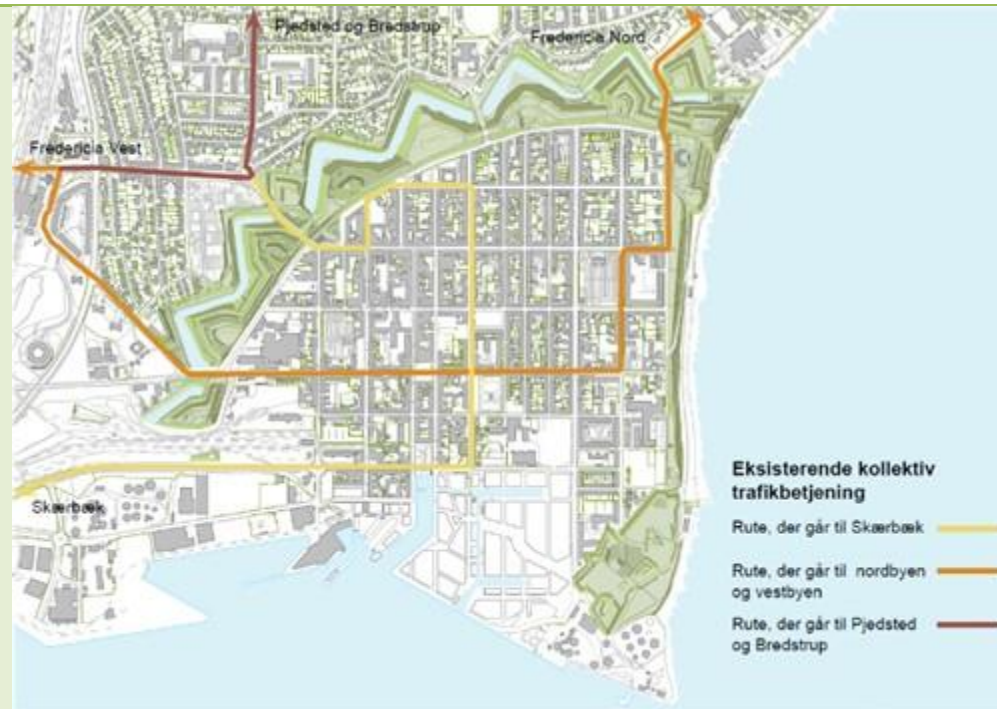 Pjedsted og Bredstrup
Fredericia Nord
Fredericia Vest
Skærbæk
Eksisterende kollektiv
trafikbetjening
Rute, der går til Skærbæk
Rute, der går til nordbyen
og vestbyen
Rute, der går til Pjedsted
og Bredstrup